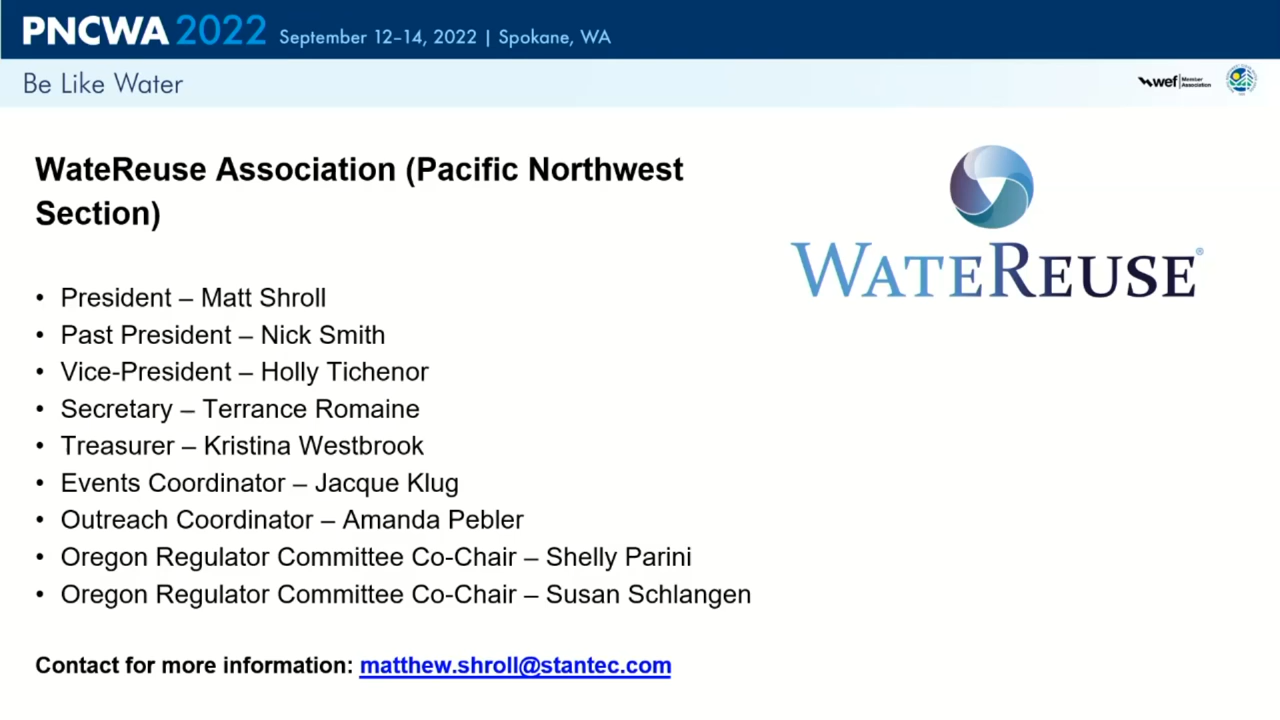 PNCWA 2022 September 12–14, 2022 | Spokane, WA
Be Like Water
wef Member Association
WateReuse Association (Pacific Northwest
Section)
WATEREUSE®
• President – Matt Shroll
• Past President – Nick Smith
• Vice-President – Holly Tichenor
• Secretary – Terrance Romaine
• Treasurer – Kristina Westbrook
• Events Coordinator – Jacque Klug
• Outreach Coordinator – Amanda Pebler
• Oregon Regulator Committee Co-Chair – Shelly Parini
• Oregon Regulator Committee Co-Chair – Susan Schlangen
Contact for more information: matthew.shroll@stantec.com